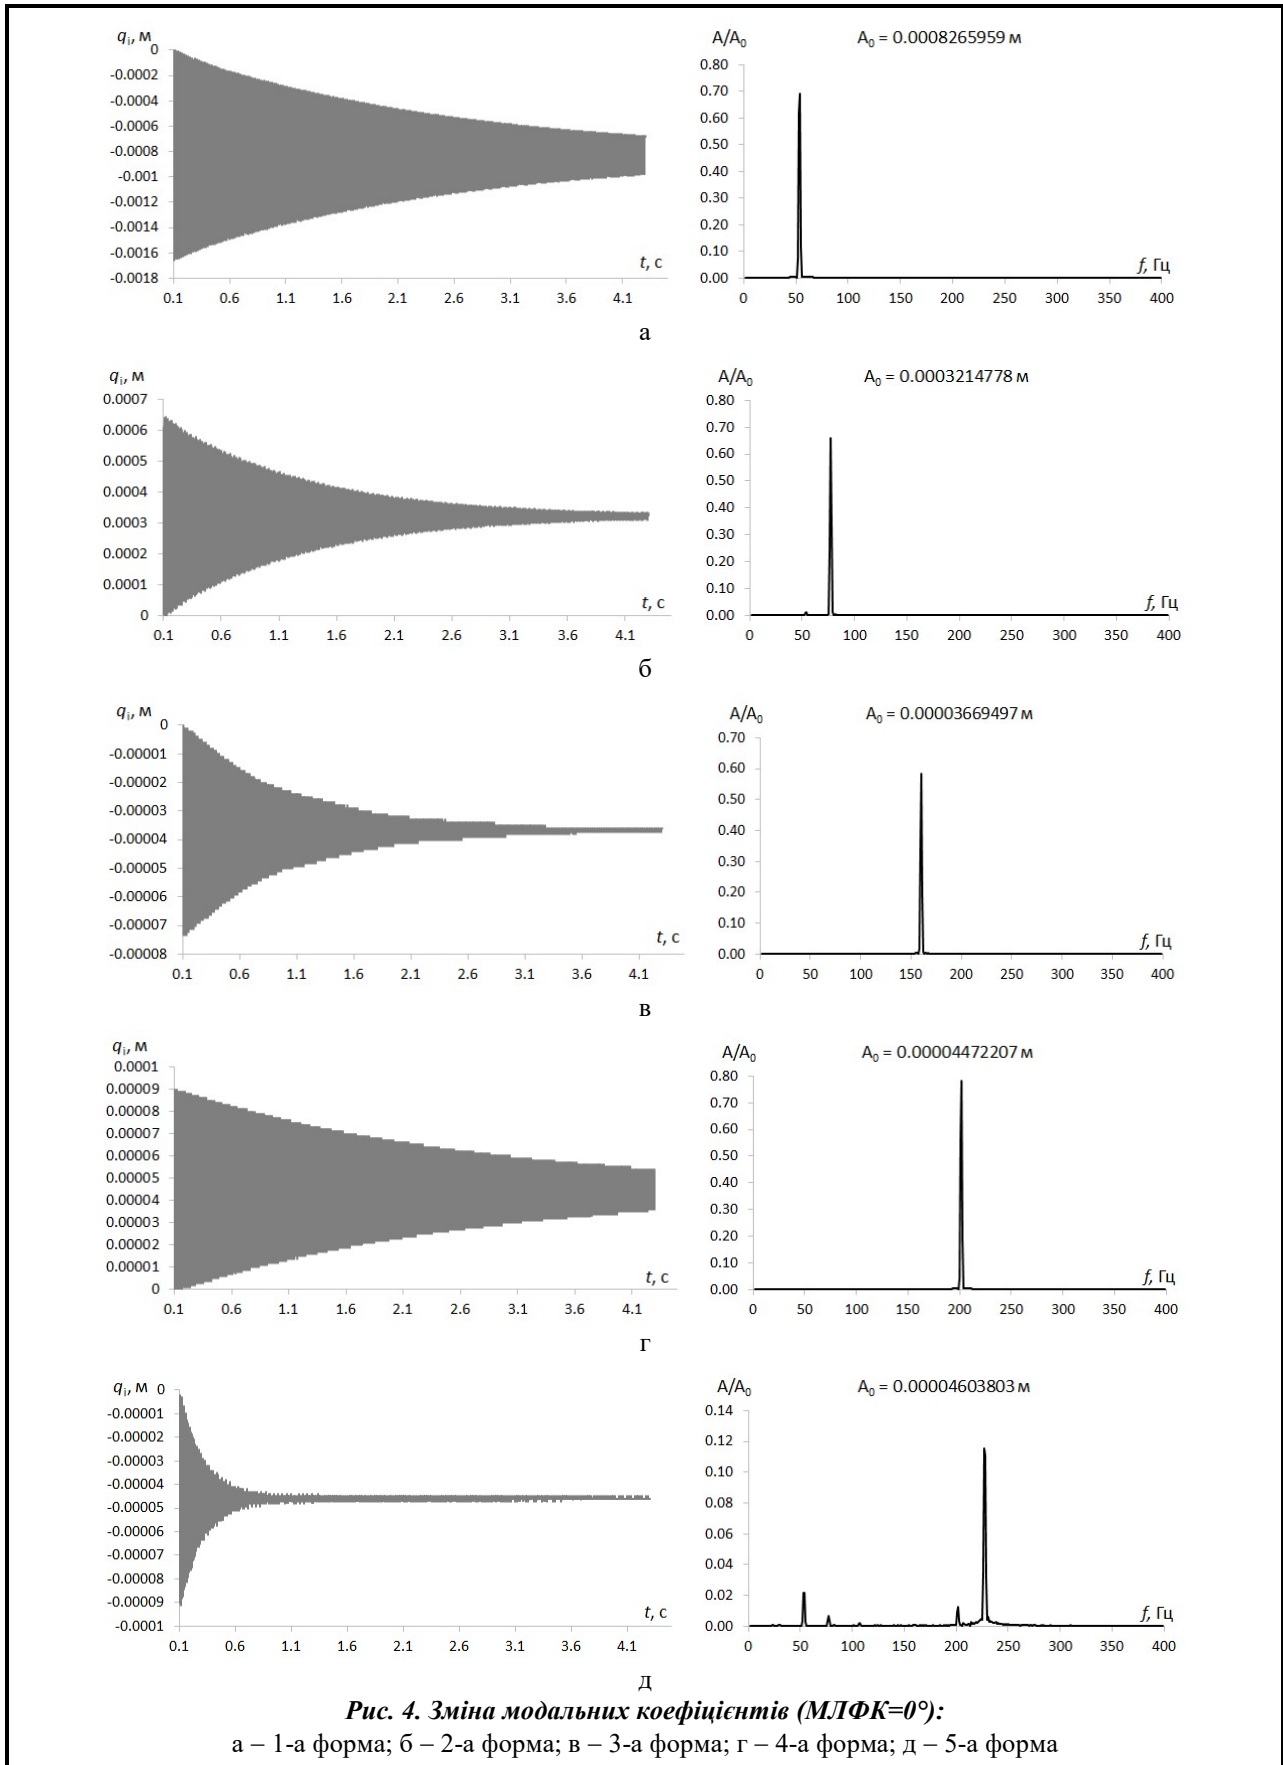 qi, м
0
-0.0002
-0.0004
-0.0006
-0.0008
-0.001
-0.0012
-0.0014
-0.0016
-0.0018
t, с
0.1 0.6 1.1 1.6 2.1 2.6 3.1 3.6 4.1
A/A0 A0 = 0.0008265959 м
0.80
0.70
0.60
0.50
0.40
0.30
0.20
0.10
0.00
f, Гц
0 50 100 150 200 250 300 350 400
а
qi, м
0.0007
0.0006
0.0005
0.0004
0.0003
0.0002
0.0001
0
t, с
0.1 0.6 1.1 1.6 2.1 2.6 3.1 3.6 4.1
A/A0 A0 = 0.0003214778 м
0.80
0.70
0.60
0.50
0.40
0.30
0.20
0.10
0.00
f, Гц
0 50 100 150 200 250 300 350 400
б
qi, м
0
-0.00001
-0.00002
-0.00003
-0.00004
-0.00005
-0.00006
-0.00007
-0.00008
t, с
0.1 0.6 1.1 1.6 2.1 2.6 3.1 3.6 4.1
A/A0 A0 = 0.00003669497 м
0.70
0.60
0.50
0.40
0.30
0.20
0.10
0.00
f, Гц
0 50 100 150 200 250 300 350 400
в
qi, м
0.0001
0.00009
0.00008
0.00007
0.00006
0.00005
0.00004
0.00003
0.00002
0.00001
0
t, с
0.1 0.6 1.1 1.6 2.1 2.6 3.1 3.6 4.1
A/A0 A0 = 0.00004472207 м
0.80
0.70
0.60
0.50
0.40
0.30
0.20
0.10
0.00
f, Гц
0 50 100 150 200 250 300 350 400
г
qi, м
0
-0.00001
-0.00002
-0.00003
-0.00004
-0.00005
-0.00006
-0.00007
-0.00008
-0.00009
-0.0001
t, с
0.1 0.6 1.1 1.6 2.1 2.6 3.1 3.6 4.1
A/A0 A0 = 0.00004603803 м
0.14
0.12
0.10
0.08
0.06
0.04
0.02
0.00
f, Гц
0 50 100 150 200 250 300 350 400
д
Рис. 4. Зміна модальних коефіцієнтів (МЛФК=0°):
а – 1-а форма; б – 2-а форма; в – 3-а форма; г – 4-а форма; д – 5-а форма